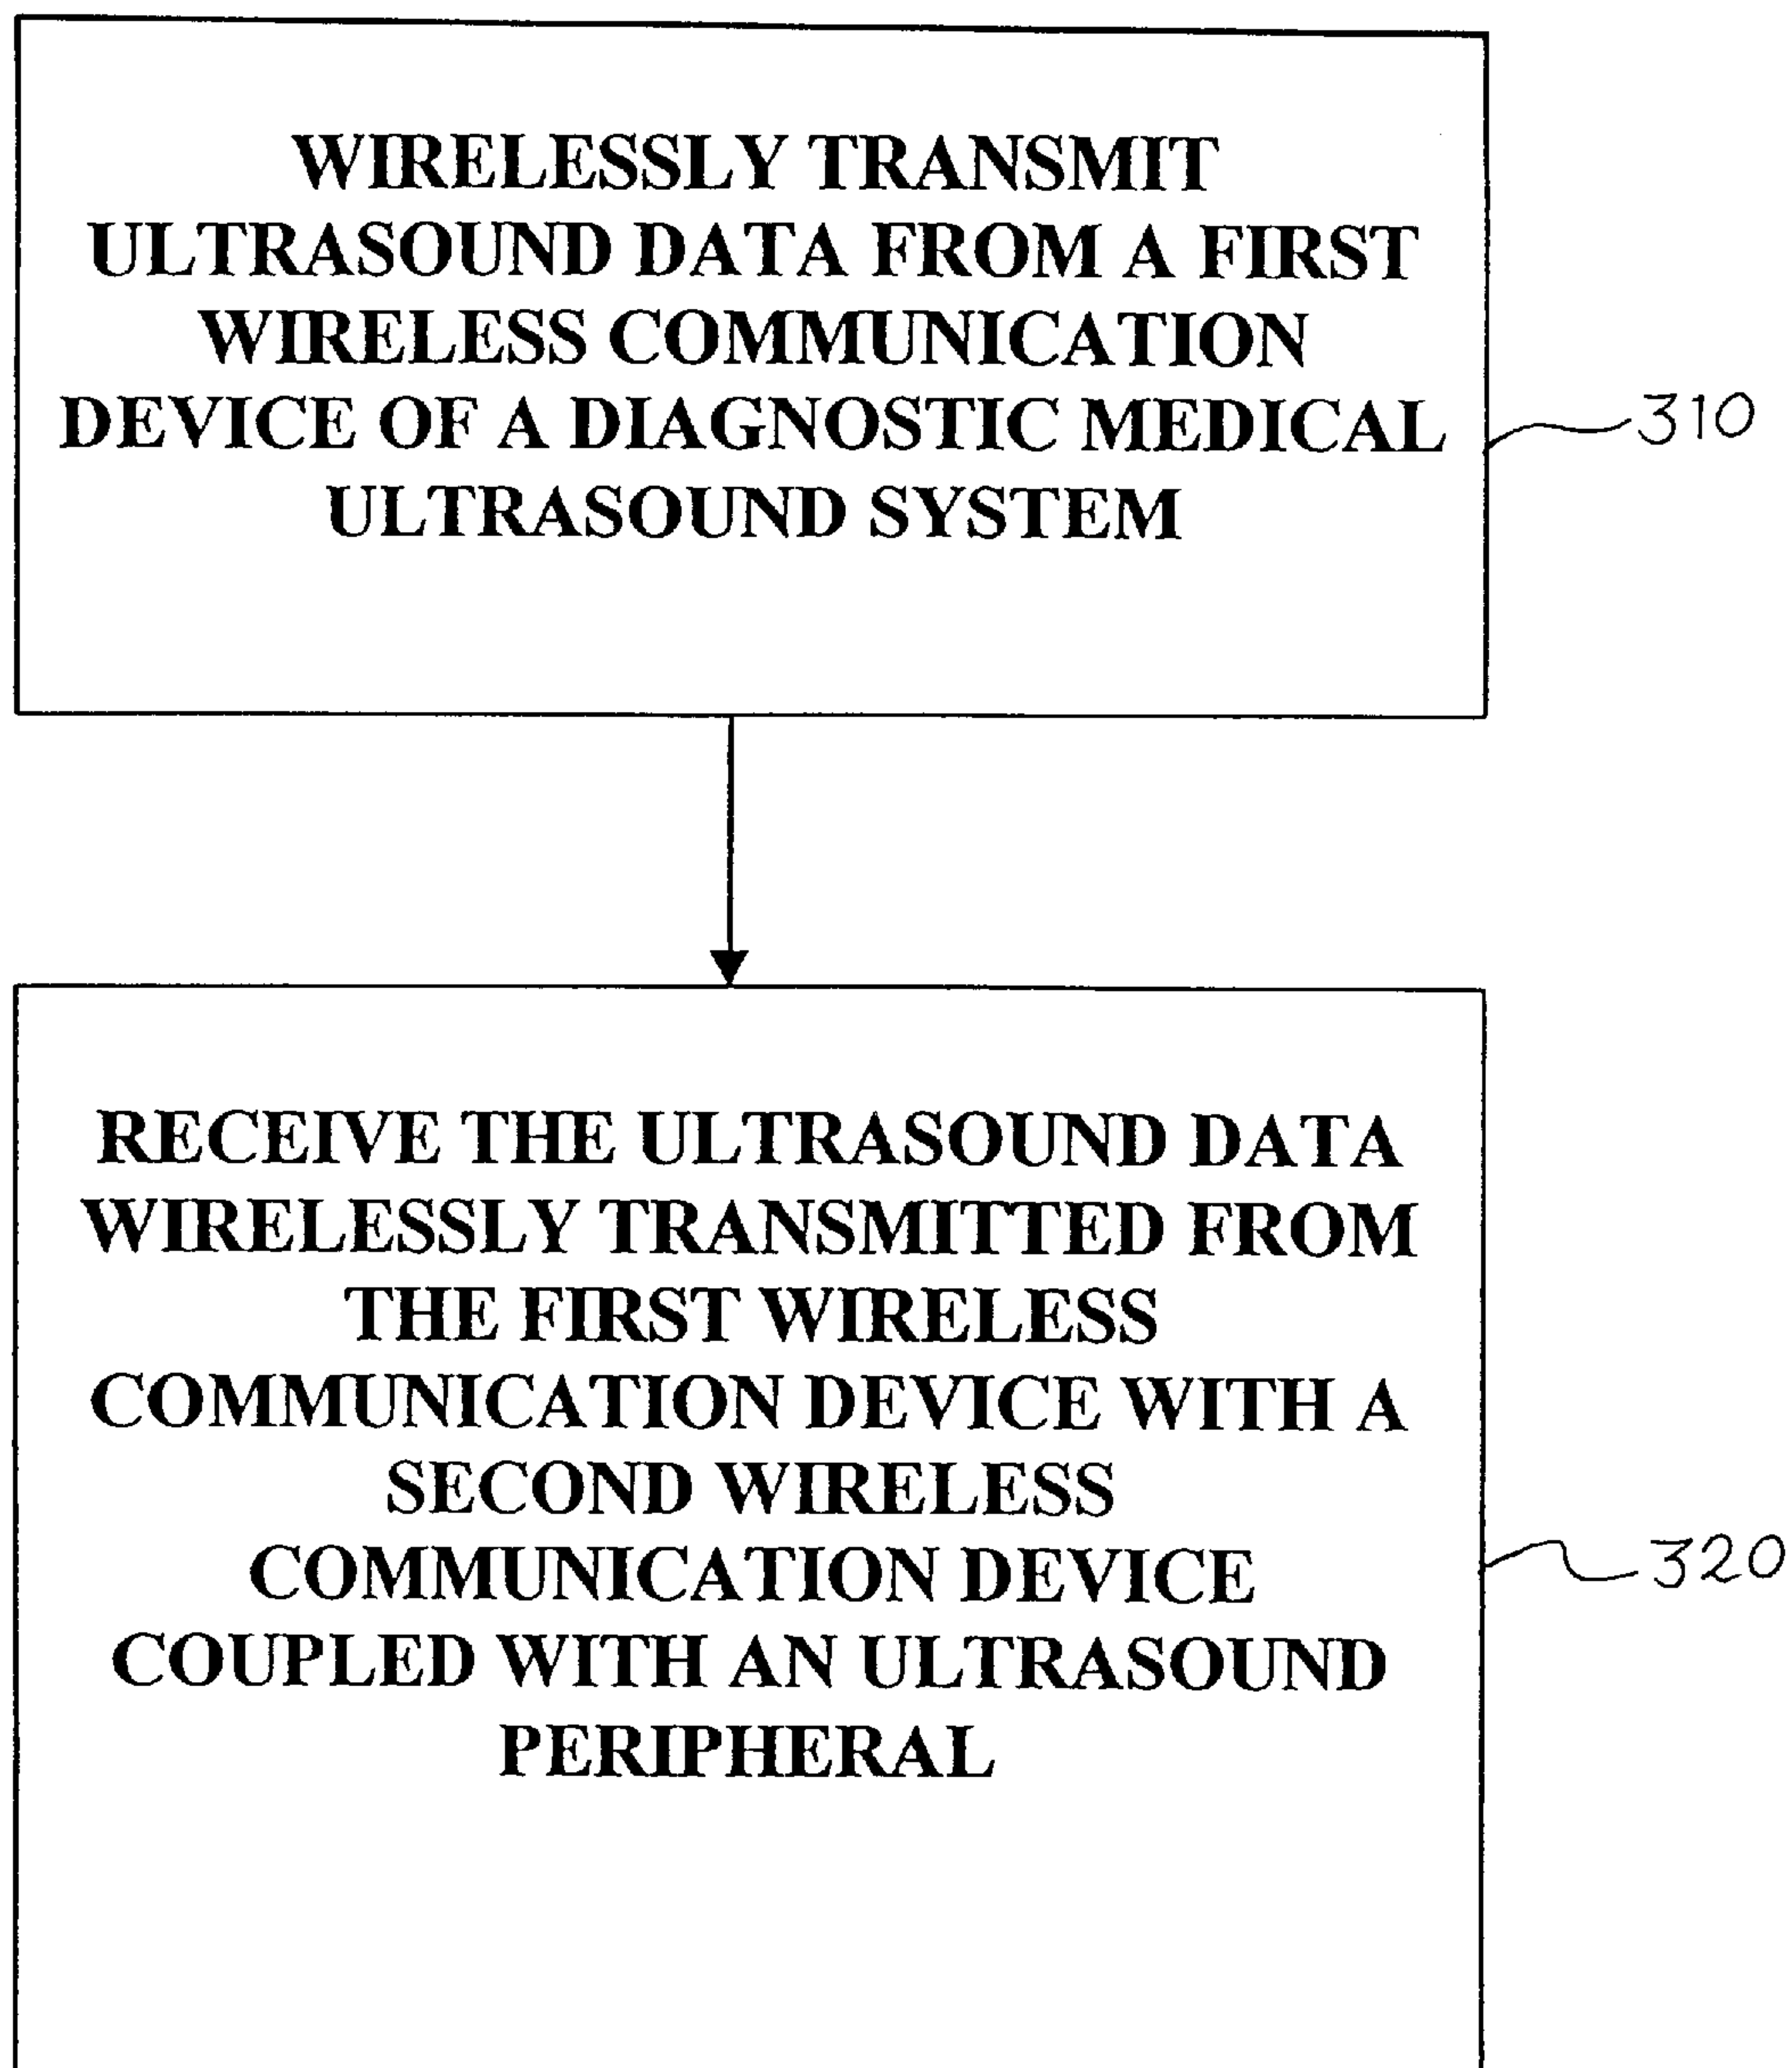 WIRELESSLY TRANSMIT
ULTRASOUND DATA FROM A FIRST
WIRELESS COMMUNICATION
DEVICE OF A DIAGNOSTIC MEDICAL
ULTRASOUND SYSTEM
310
RECEIVE THE ULTRASOUND DATA
WIRELESSLY TRANSMITTED FROM
THE FIRST WIRELESS
COMMUNICATION DEVICE WITH A
SECOND WIRELESS
COMMUNICATION DEVICE
COUPLED WITH AN ULTRASOUND
PERIPHERAL
320